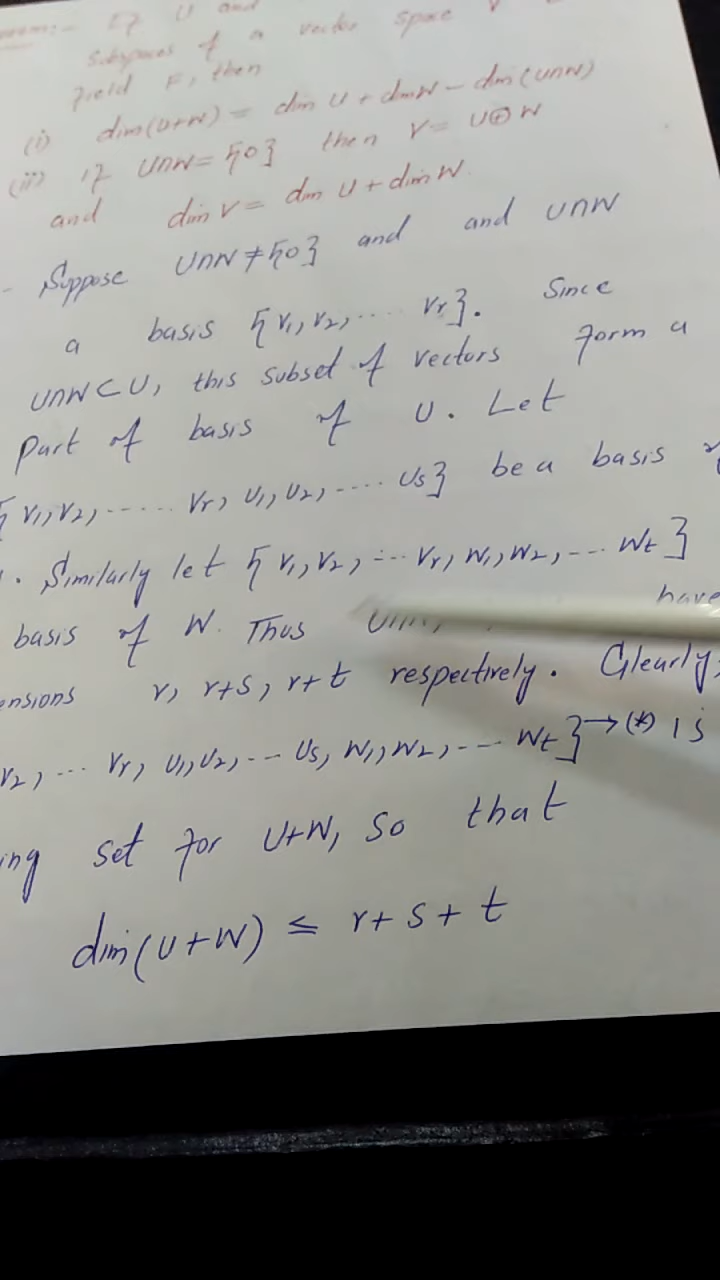 If U and
Subspaces of a vector space V
field F, then
(i) dim(U+W) = dim U + dim W - dim(U∩W)
(ii) if U∩W = {0} then V = U⊕W
and dim V = dim U + dim W.
- Suppose U∩W ≠ {0} and and U∩W
a basis {v1, v2, .... vr}. Since
U∩W ⊂ U, this subset of vectors form a
part of basis of U. Let
{v1, v2, ...... vr, u1, u2, ..... us} be a basis of
. Similarly let {v1, v2, ... vr, w1, w2, ... wt}
basis of W. Thus have
r, r+s, r+t respectively. Clearly,
v2, ... vr, u1, u2, ... us, w1, w2, ... wt} → (*) is
set for U+W, so that
dim(U+W) ≤ r+s+t